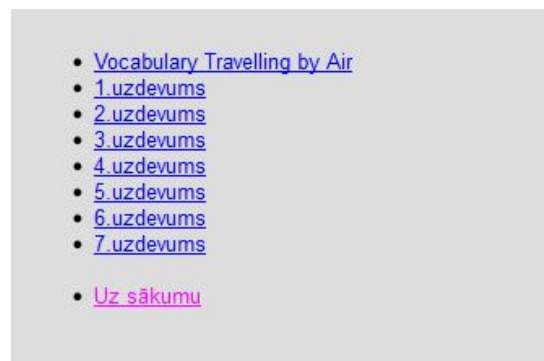 Vocabulary Travelling by Air
1.uzdevums
2.uzdevums
3.uzdevums
4.uzdevums
5.uzdevums
6.uzdevums
7.uzdevums
Uz sākumu